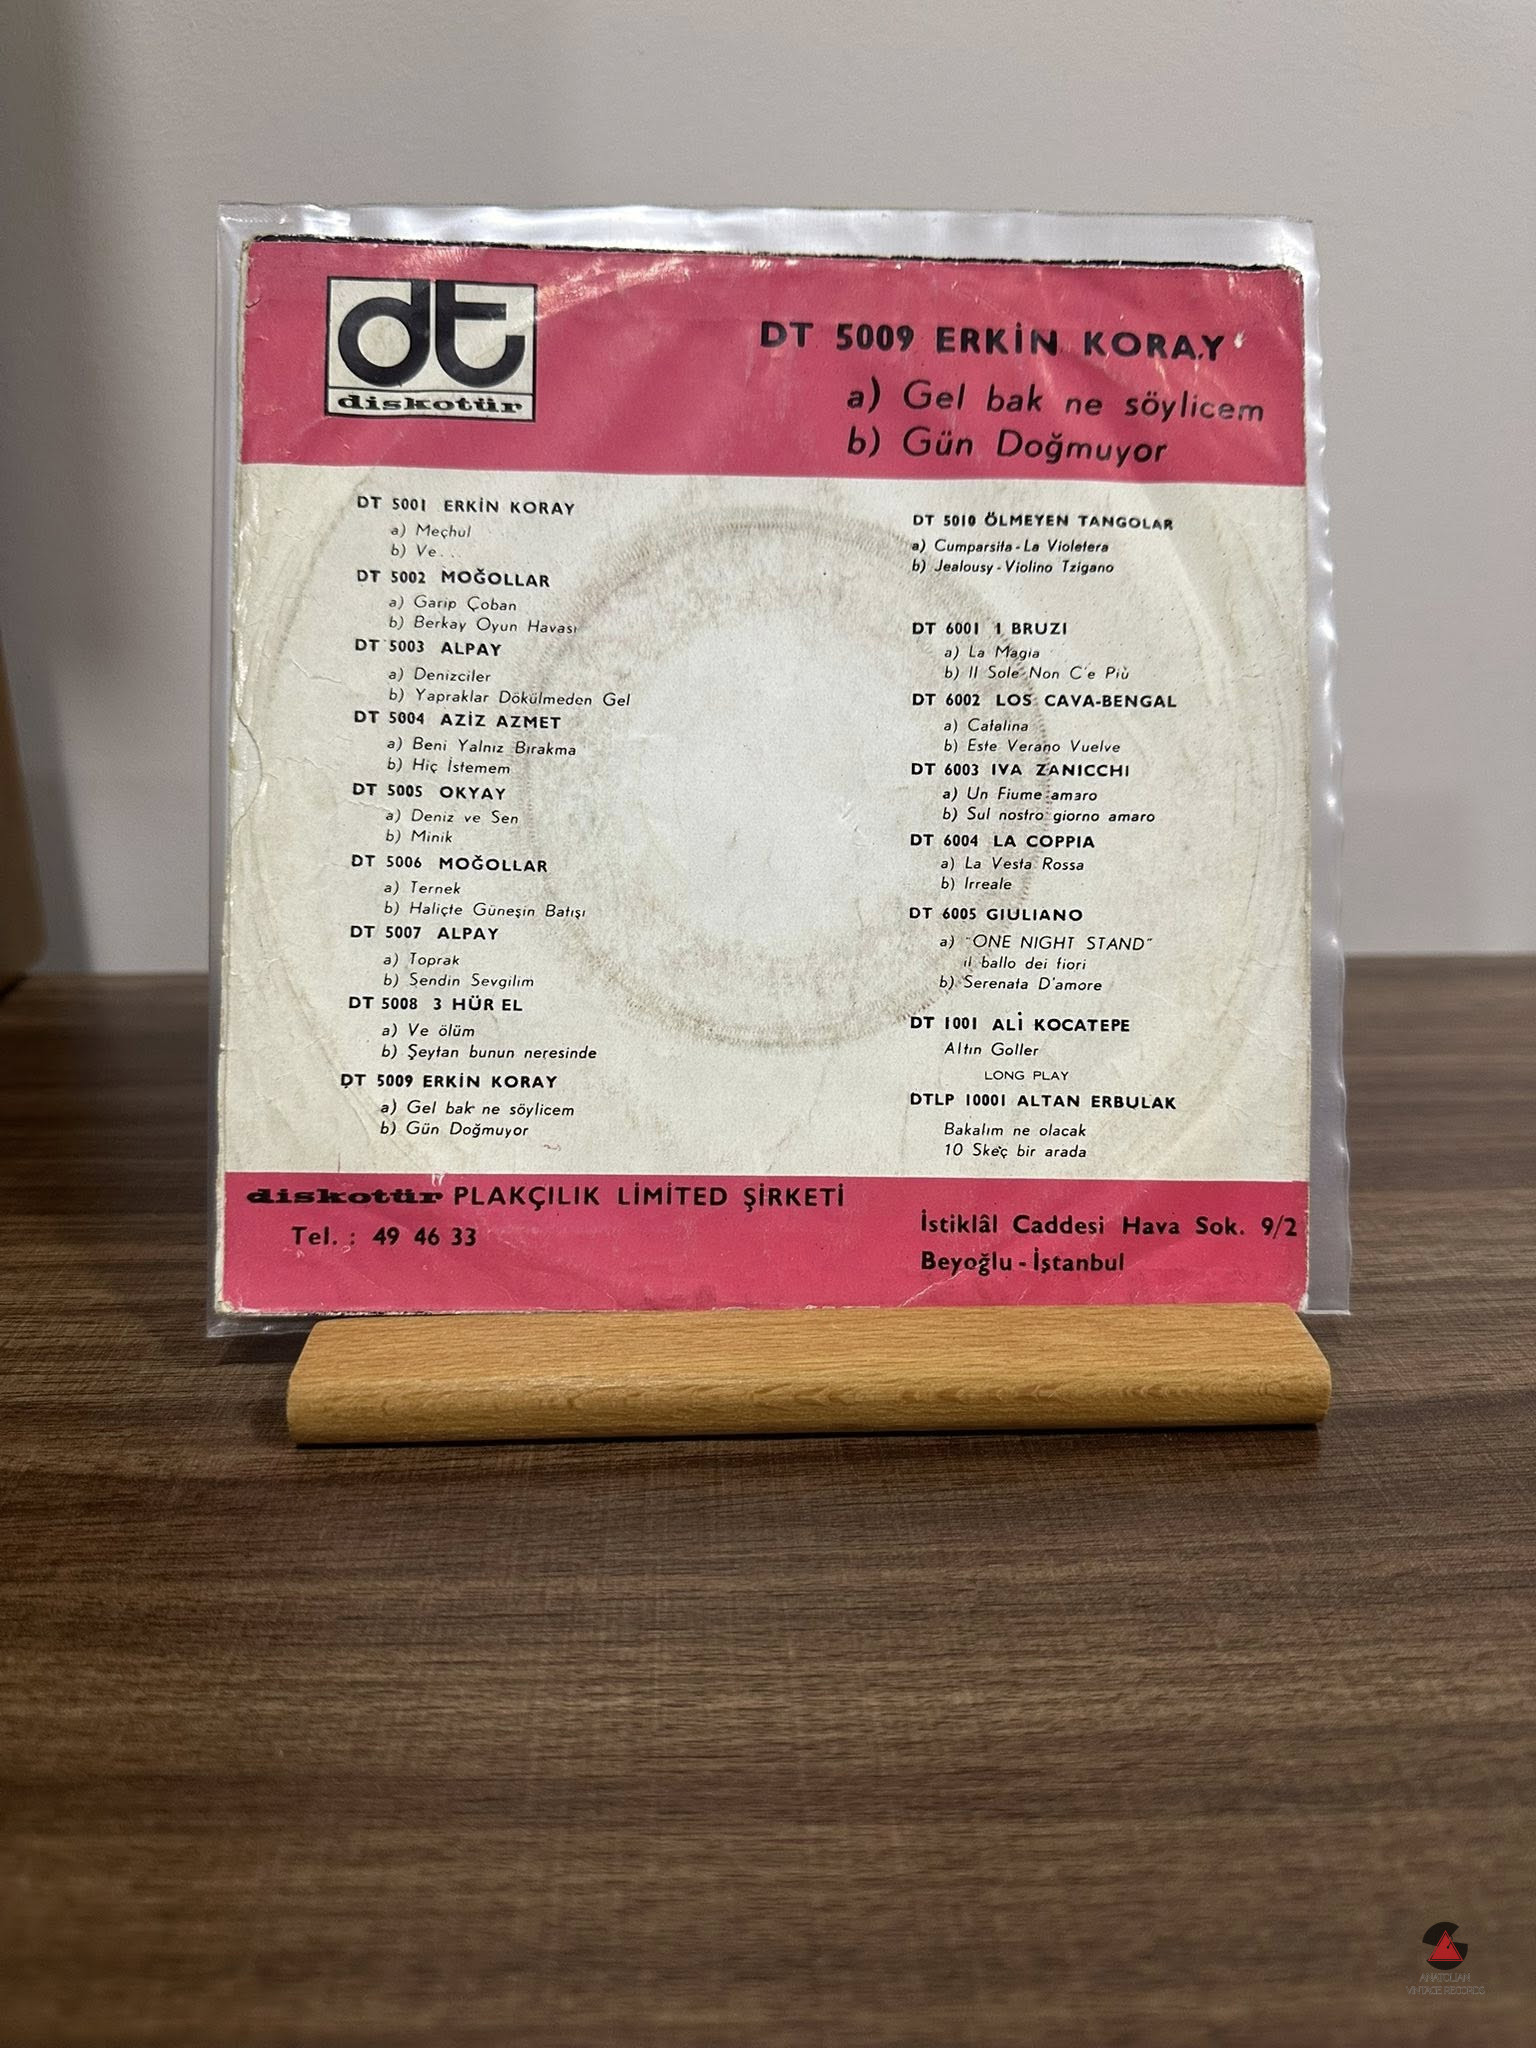 dt
diskotür
DT 5009 ERKİN KORAY
a) Gel bak ne söylicem
b) Gün Doğmuyor
DT 5001 ERKİN KORAY
a) Meçhul
b) Ve...
DT 5002 MOĞOLLAR
a) Garip Çoban
b) Berkay Oyun Havası
DT 5003 ALPAY
a) Denizciler
b) Yapraklar Dökülmeden Gel
DT 5004 AZİZ AZMET
a) Beni Yalnız Bırakma
b) Hiç İstemem
DT 5005 OKYAY
a) Deniz ve Sen
b) Minik
DT 5006 MOĞOLLAR
a) Ternek
b) Haliçte Güneşin Batışı
DT 5007 ALPAY
a) Toprak
b) Sendin Sevgilim
DT 5008 3 HÜR EL
a) Ve ölüm
b) Şeytan bunun neresinde
DT 5009 ERKİN KORAY
a) Gel bak ne söylicem
b) Gün Doğmuyor
DT 5010 ÖLMEYEN TANGOLAR
a) Cumparsita - La Violetera
b) Jealousy - Violino Tzigano
DT 6001 I BRUZI
a) La Magia
b) Il Sole Non C'e Più
DT 6002 LOS CAVA-BENGAL
a) Catalina
b) Este Verano Vuelve
DT 6003 IVA ZANICCHI
a) Un Fiume amaro
b) Sul nostro giorno amaro
DT 6004 LA COPPIA
a) La Vesta Rossa
b) Irreale
DT 6005 GIULIANO
a) "ONE NIGHT STAND"
il ballo dei fiori
b) Serenata D'amore
DT 1001 ALİ KOCATEPE
Altın Goller
LONG PLAY
DTLP 10001 ALTAN ERBULAK
Bakalım ne olacak
10 Skeç bir arada
diskotür PLAKÇILIK LİMİTED ŞİRKETİ
Tel. : 49 46 33
İstiklâl Caddesi Hava Sok. 9/2
Beyoğlu - İştanbul
ANATOLIAN
VINTAGE RECORDS